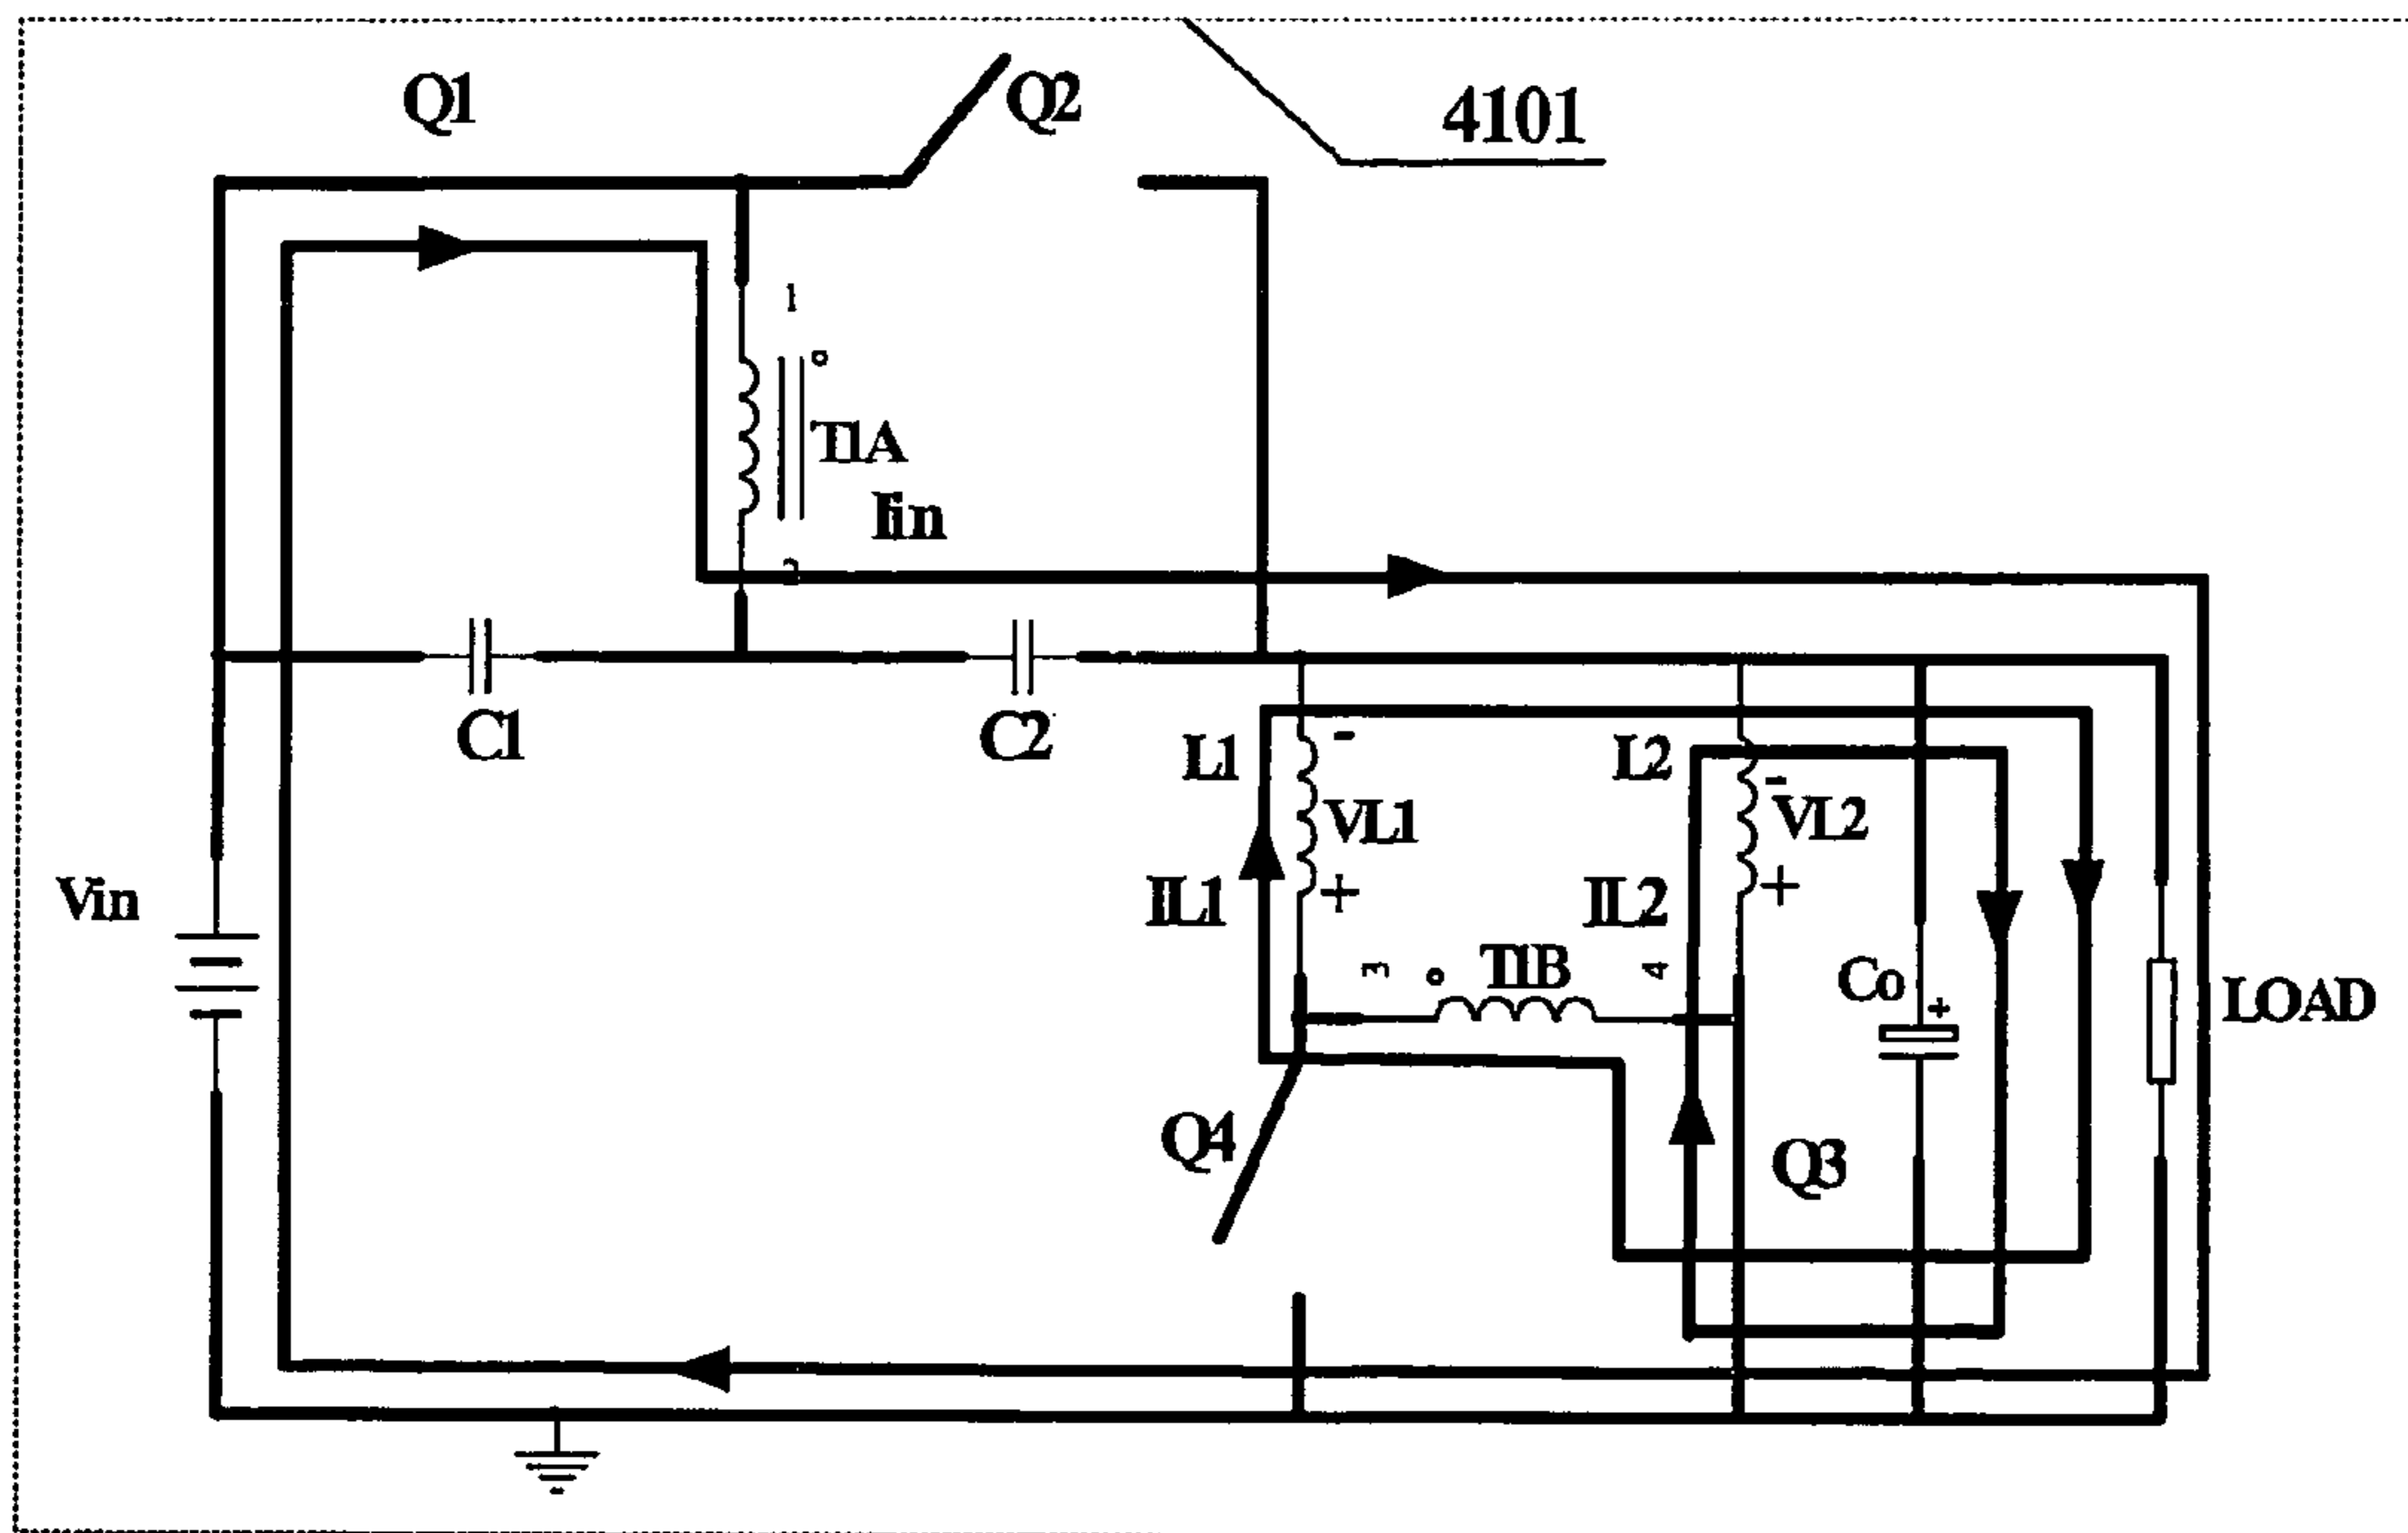 Q1
Q2
4101
1
T1A
Iin
2
C1
C2
L1
-
L2
-
VL1
VL2
Vin
IL1
+
IL2
+
3
T1B
4
Co
+
LOAD
Q4
Q3